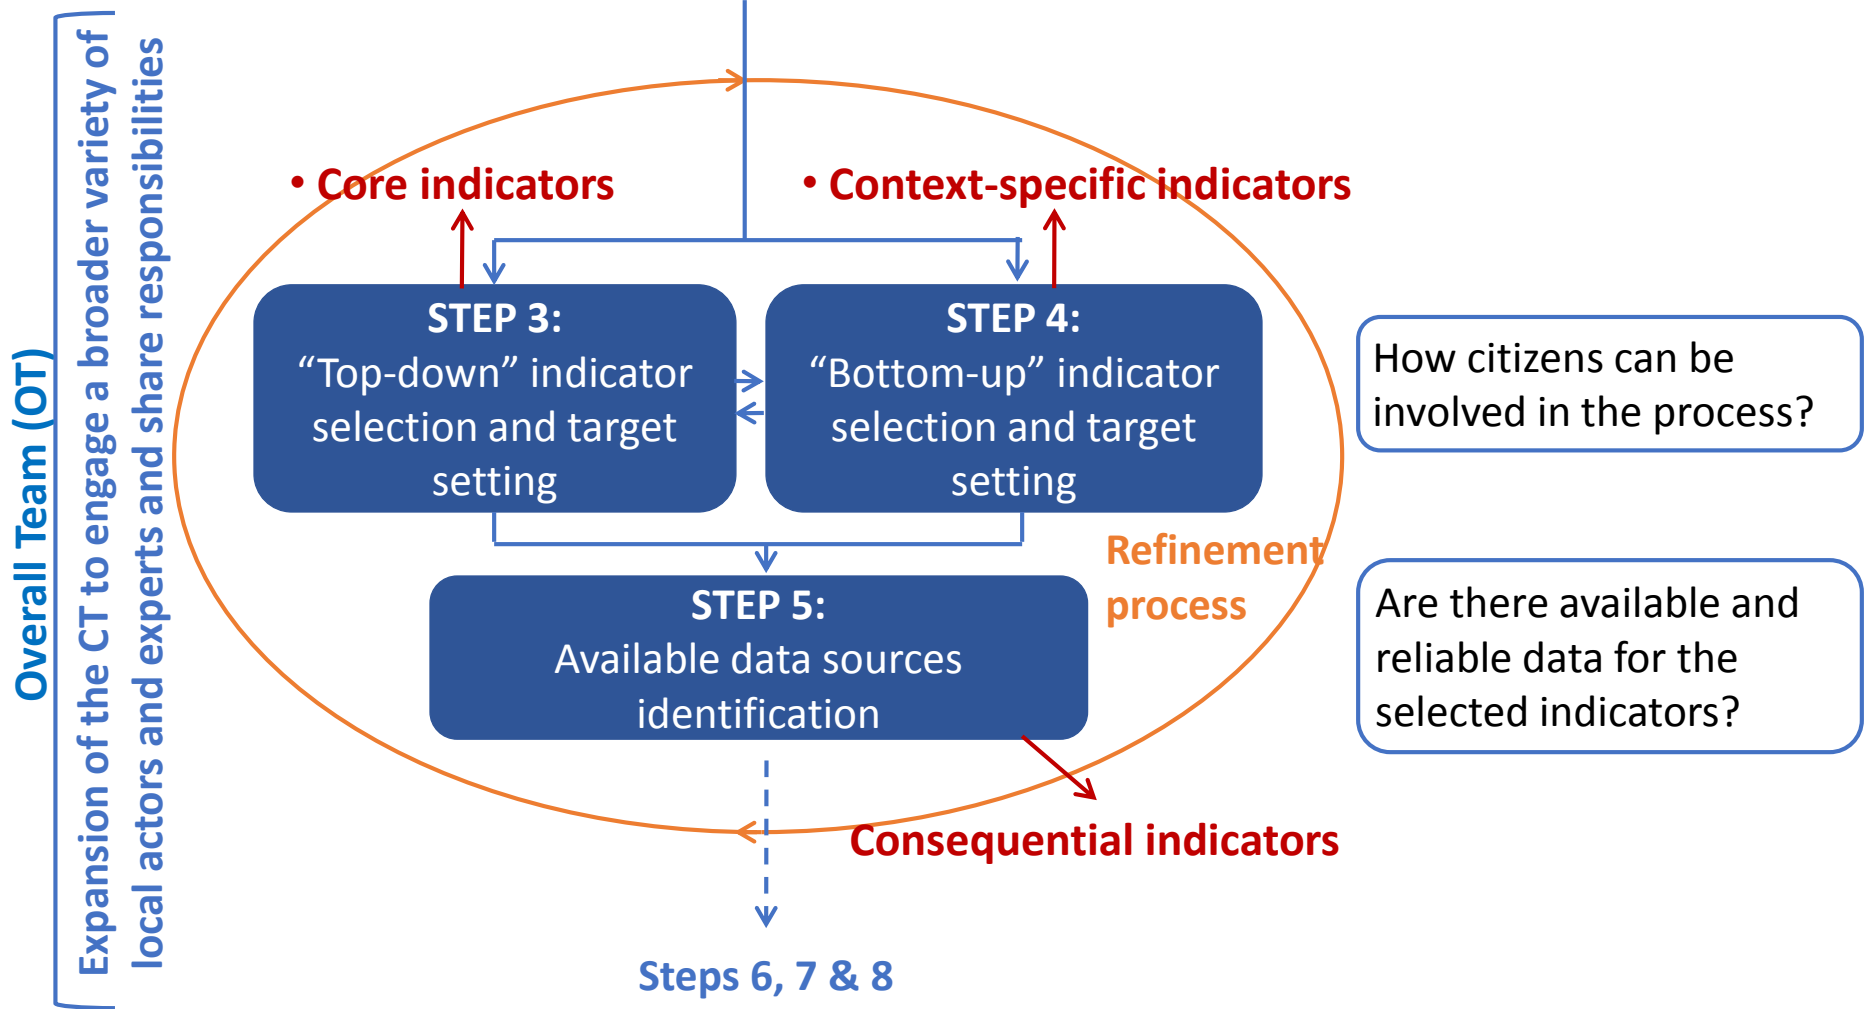 Overall Team (OT)
Expansion of the CT to engage a broader variety of
local actors and experts and share responsibilities
• Core indicators
• Context-specific indicators
STEP 3:
“Top-down” indicator
selection and target
setting
STEP 4:
“Bottom-up” indicator
selection and target
setting
How citizens can be
involved in the process?
Refinement
process
STEP 5:
Available data sources
identification
Are there available and
reliable data for the
selected indicators?
Consequential indicators
Steps 6, 7 & 8